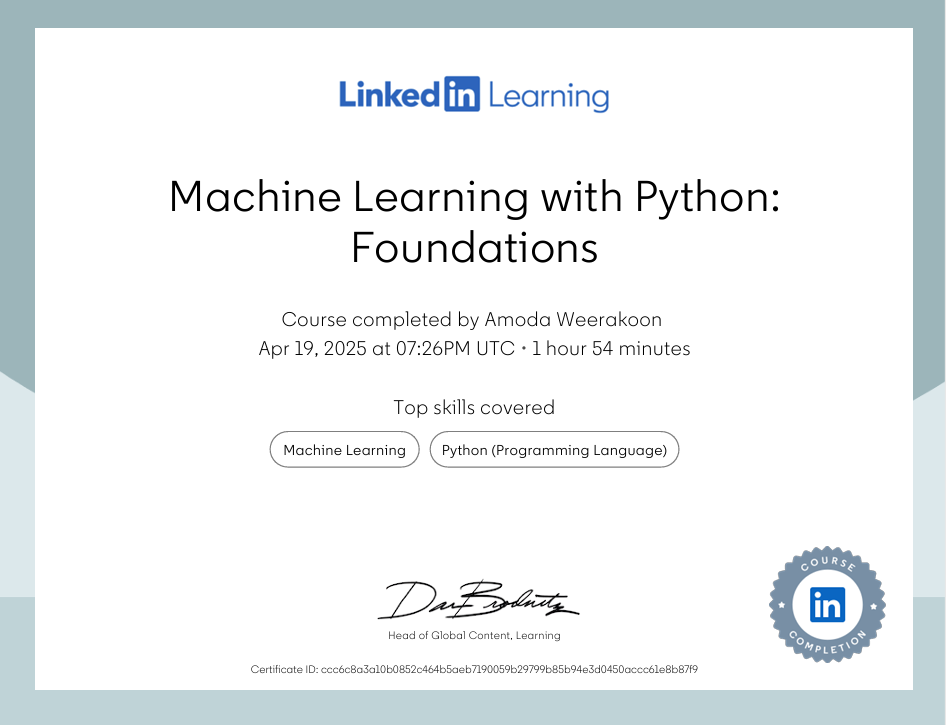 Linked in Learning
Machine Learning with Python:
Foundations
Course completed by Amoda Weerakoon
Apr 19, 2025 at 07:26PM UTC • 1 hour 54 minutes
Top skills covered
Machine Learning
Python (Programming Language)
Dan Brodnitz
Head of Global Content, Learning
COURSE
in
COMPLETION
Certificate ID: ccc6c8a3a10b0852c464b5aeb7190059b29799b85b94e3d0450accc61e8b87f9